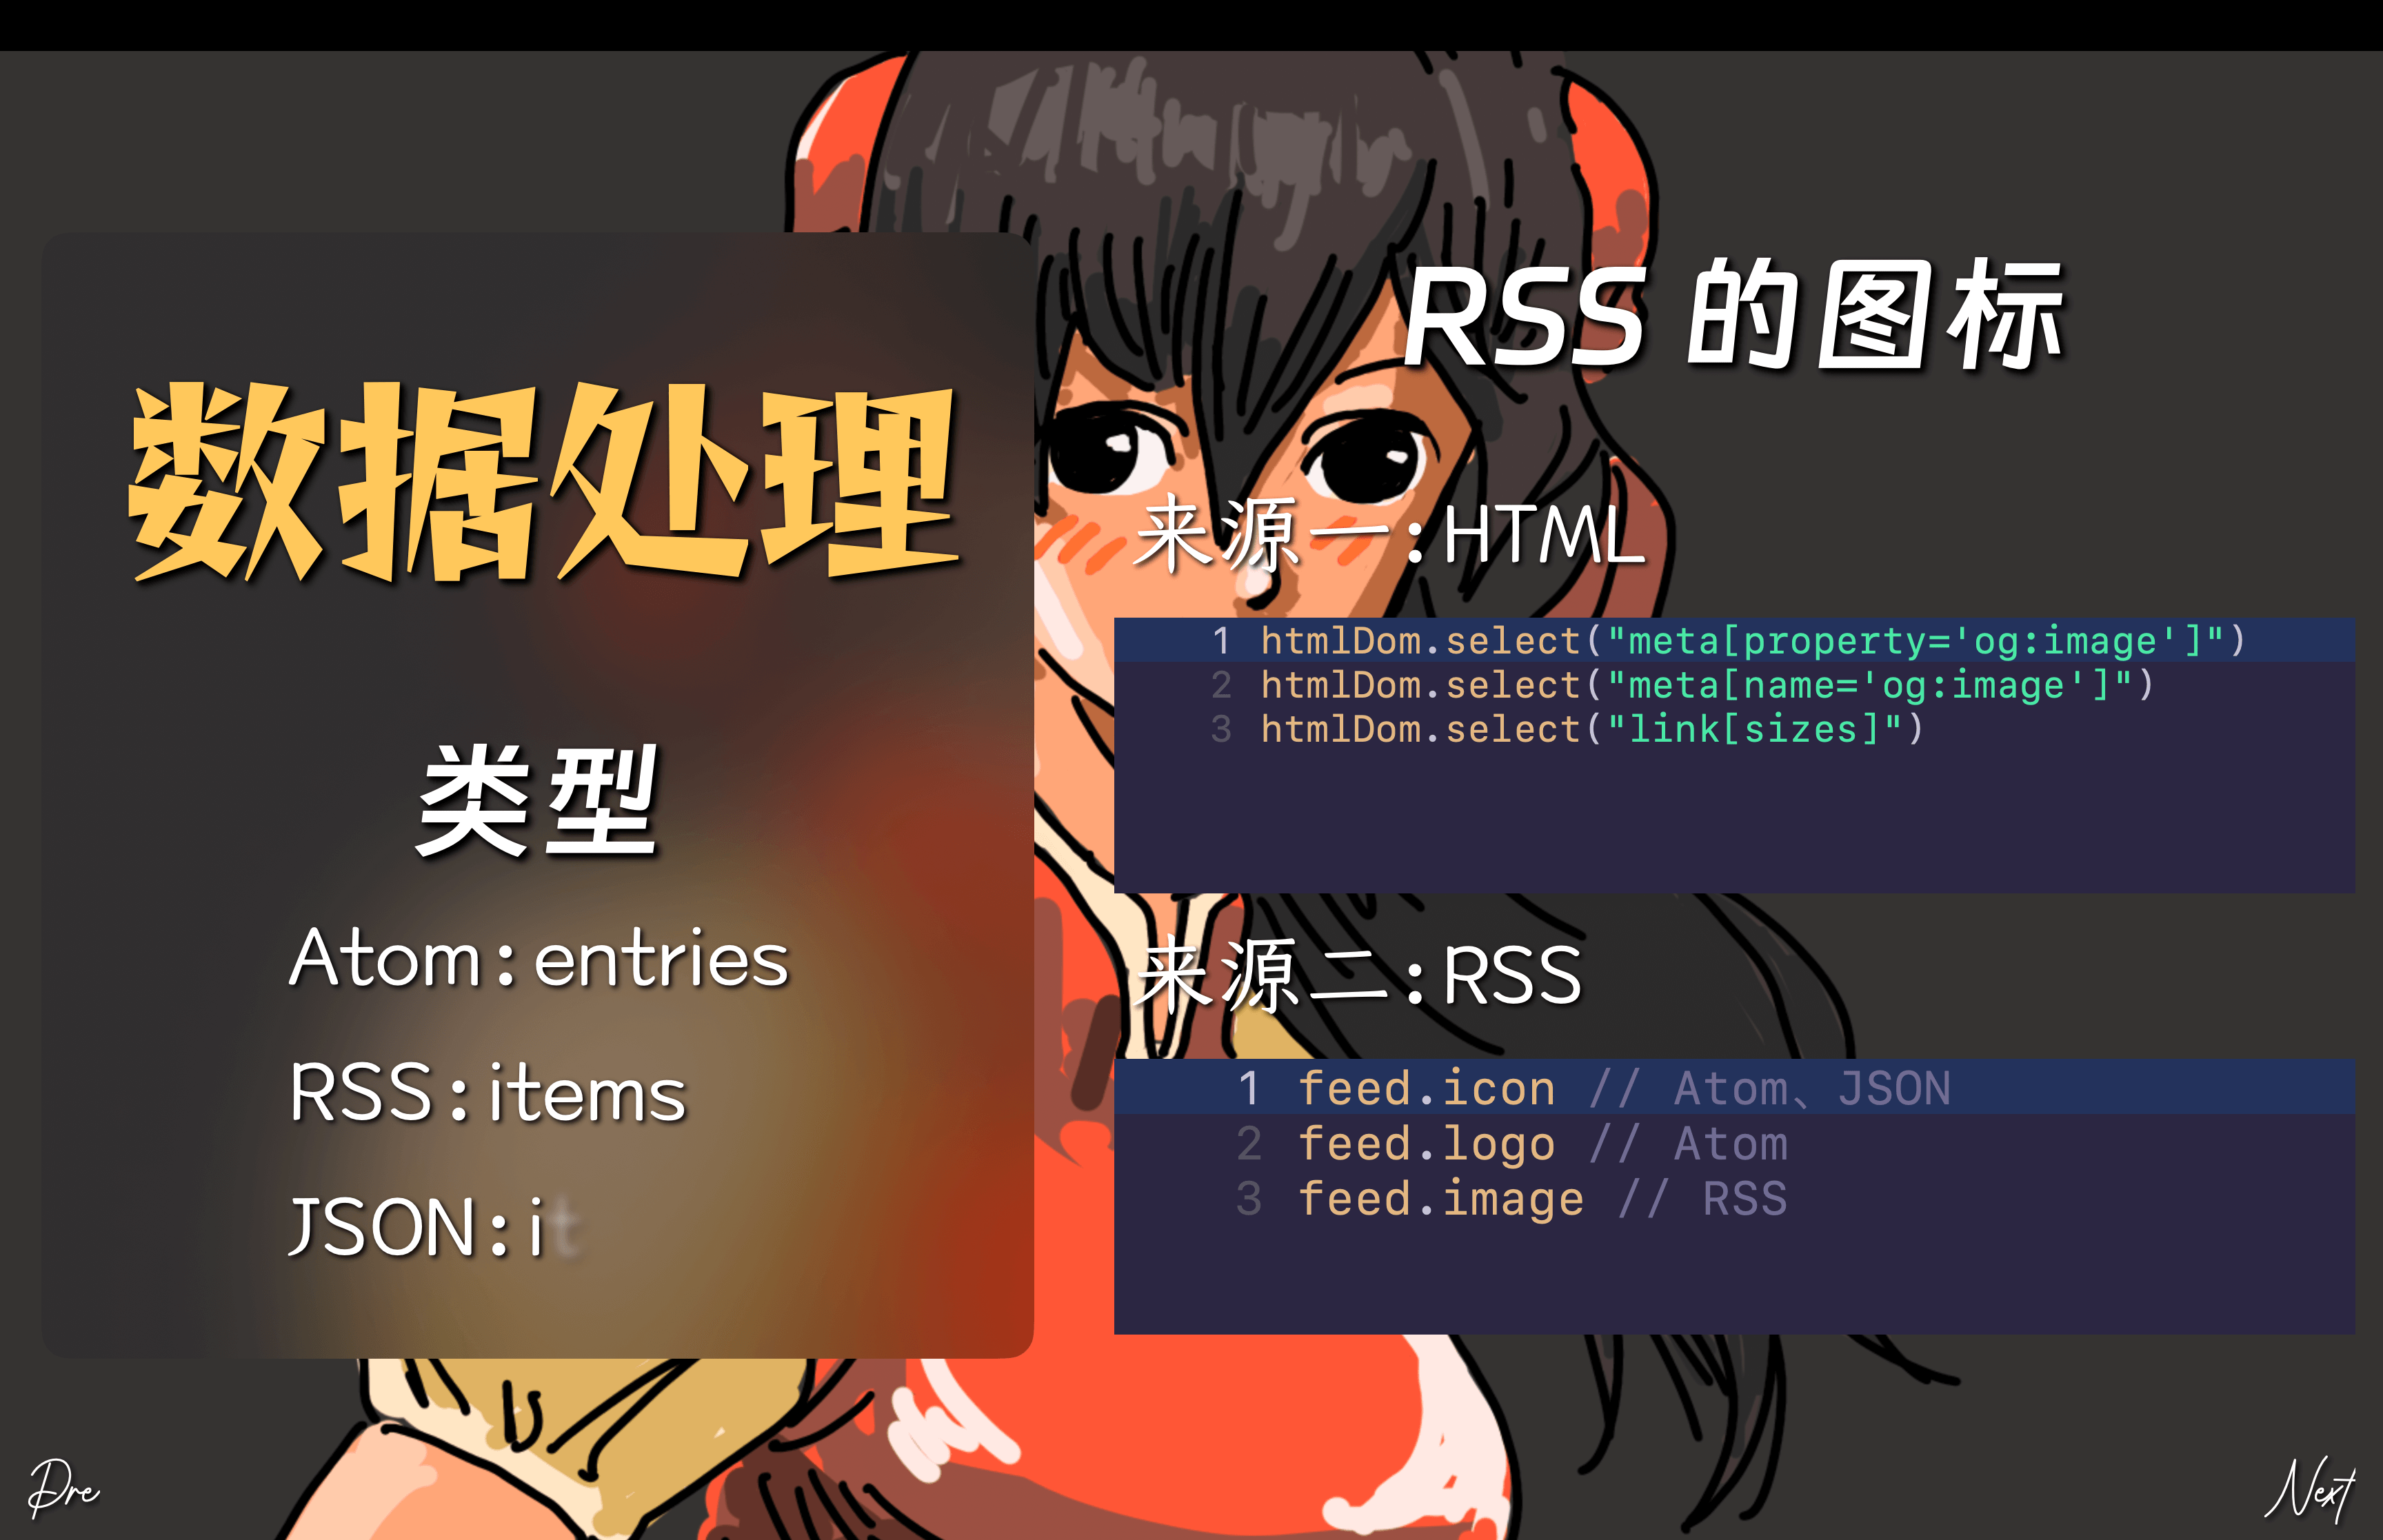 数据处理
类型
Atom:entries
RSS:items
JSON:it
RSS 的图标
来源一:HTML
1 htmlDom.select("meta[property='og:image']")
2 htmlDom.select("meta[name='og:image']")
3 htmlDom.select("link[sizes]")
来源二:RSS
1 feed.icon // Atom、JSON
2 feed.logo // Atom
3 feed.image // RSS
Pre
Next